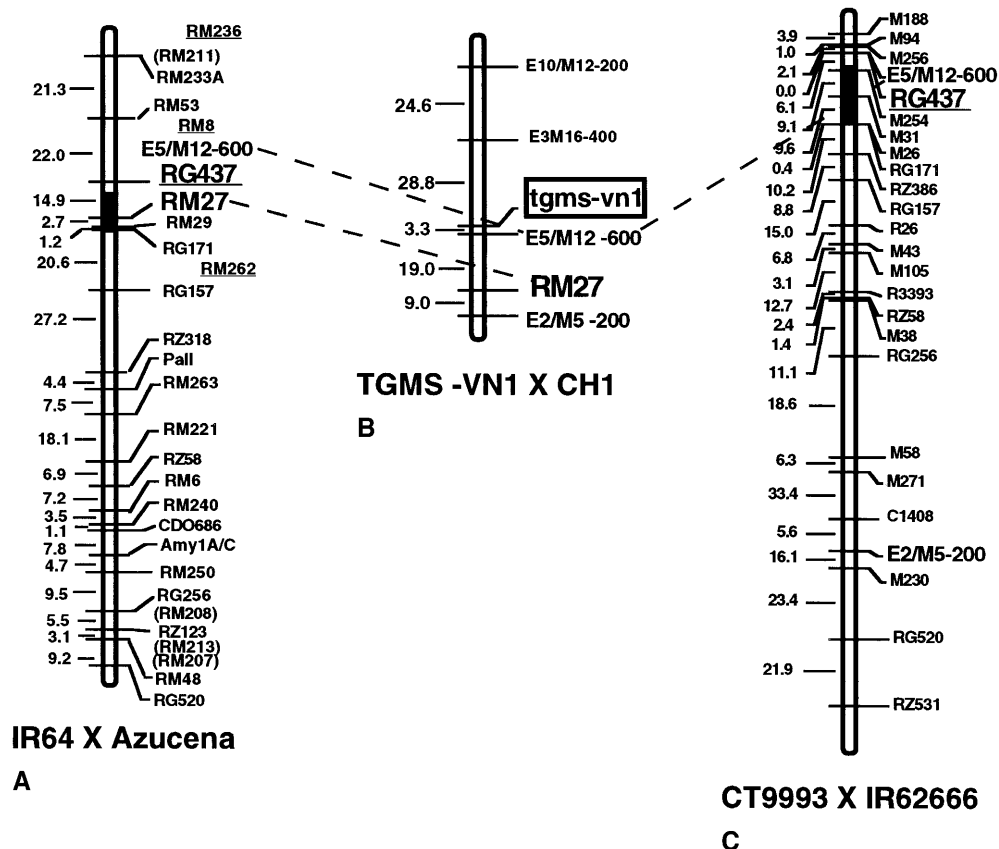 RM236
(RM211)
RM233A
21.3
RM53
RM8
22.0
E5/M12-600
RG437
14.9
RM27
2.7
RM29
1.2
RG171
20.6
RM262
RG157
27.2
RZ318
Pall
4.4
RM263
7.5
RM221
18.1
RZ58
6.9
RM6
7.2
RM240
3.5
CDO686
1.1
Amy1A/C
7.8
4.7
RM250
9.5
RG256
(RM208)
5.5
RZ123
3.1
(RM213)
(RM207)
9.2
RM48
RG520
IR64 X Azucena
A
E10/M12-200
24.6
E3M16-400
28.8
tgms-vn1
3.3
E5/M12 -600
19.0
RM27
9.0
E2/M5 -200
TGMS -VN1 X CH1
B
M188
3.9
M94
1.0
M256
2.1
E5/M12-600
0.0
RG437
6.1
M254
9.1
M31
9.6
M26
0.4
RG171
10.2
RZ386
8.8
RG157
15.0
R26
6.8
M43
3.1
M105
12.7
R3393
2.4
RZ58
1.4
M38
11.1
RG256
18.6
6.3
M58
M271
33.4
C1408
5.6
16.1
E2/M5-200
M230
23.4
RG520
21.9
RZ531
CT9993 X IR62666
C